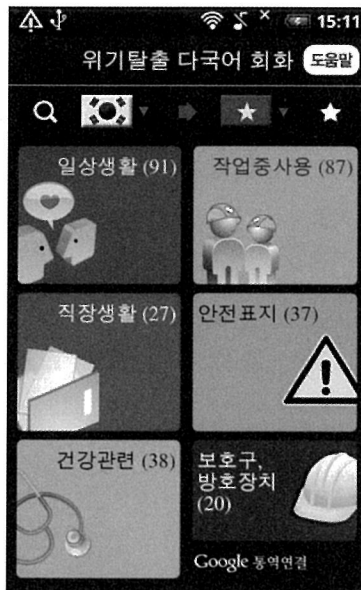 15:11
위기탈출 다국어 회화 도움말
일상생활 (91)
작업중사용 (87)
직장생활 (27)
안전표지 (37)
건강관련 (38)
보호구,
방호장치
(20)
Google 통역연결